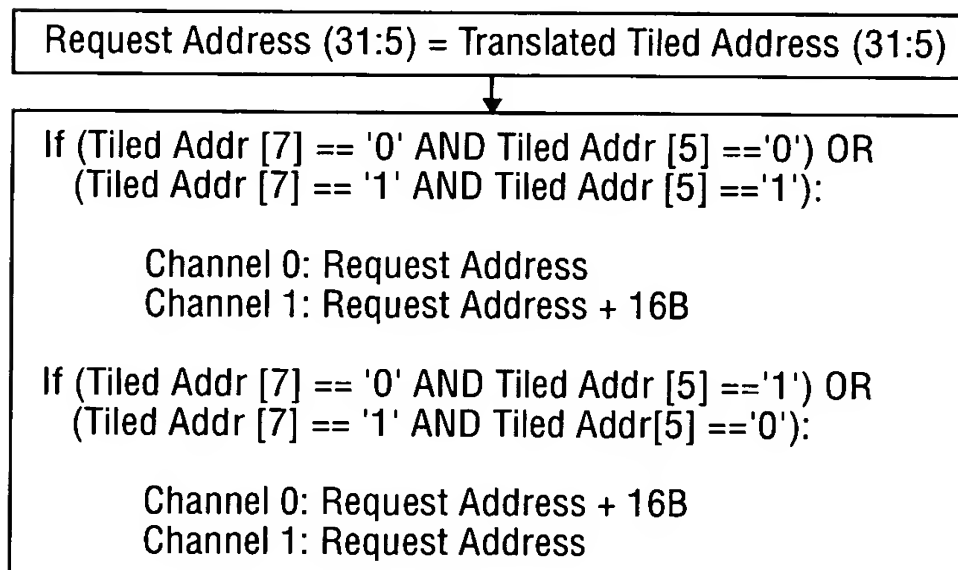 Request Address (31:5) = Translated Tiled Address (31:5)
If (Tiled Addr [7] == '0' AND Tiled Addr [5] =='0') OR
(Tiled Addr [7] == '1' AND Tiled Addr [5] =='1'):
Channel 0: Request Address
Channel 1: Request Address + 16B
If (Tiled Addr [7] == '0' AND Tiled Addr [5] =='1') OR
(Tiled Addr [7] == '1' AND Tiled Addr[5] =='0'):
Channel 0: Request Address + 16B
Channel 1: Request Address